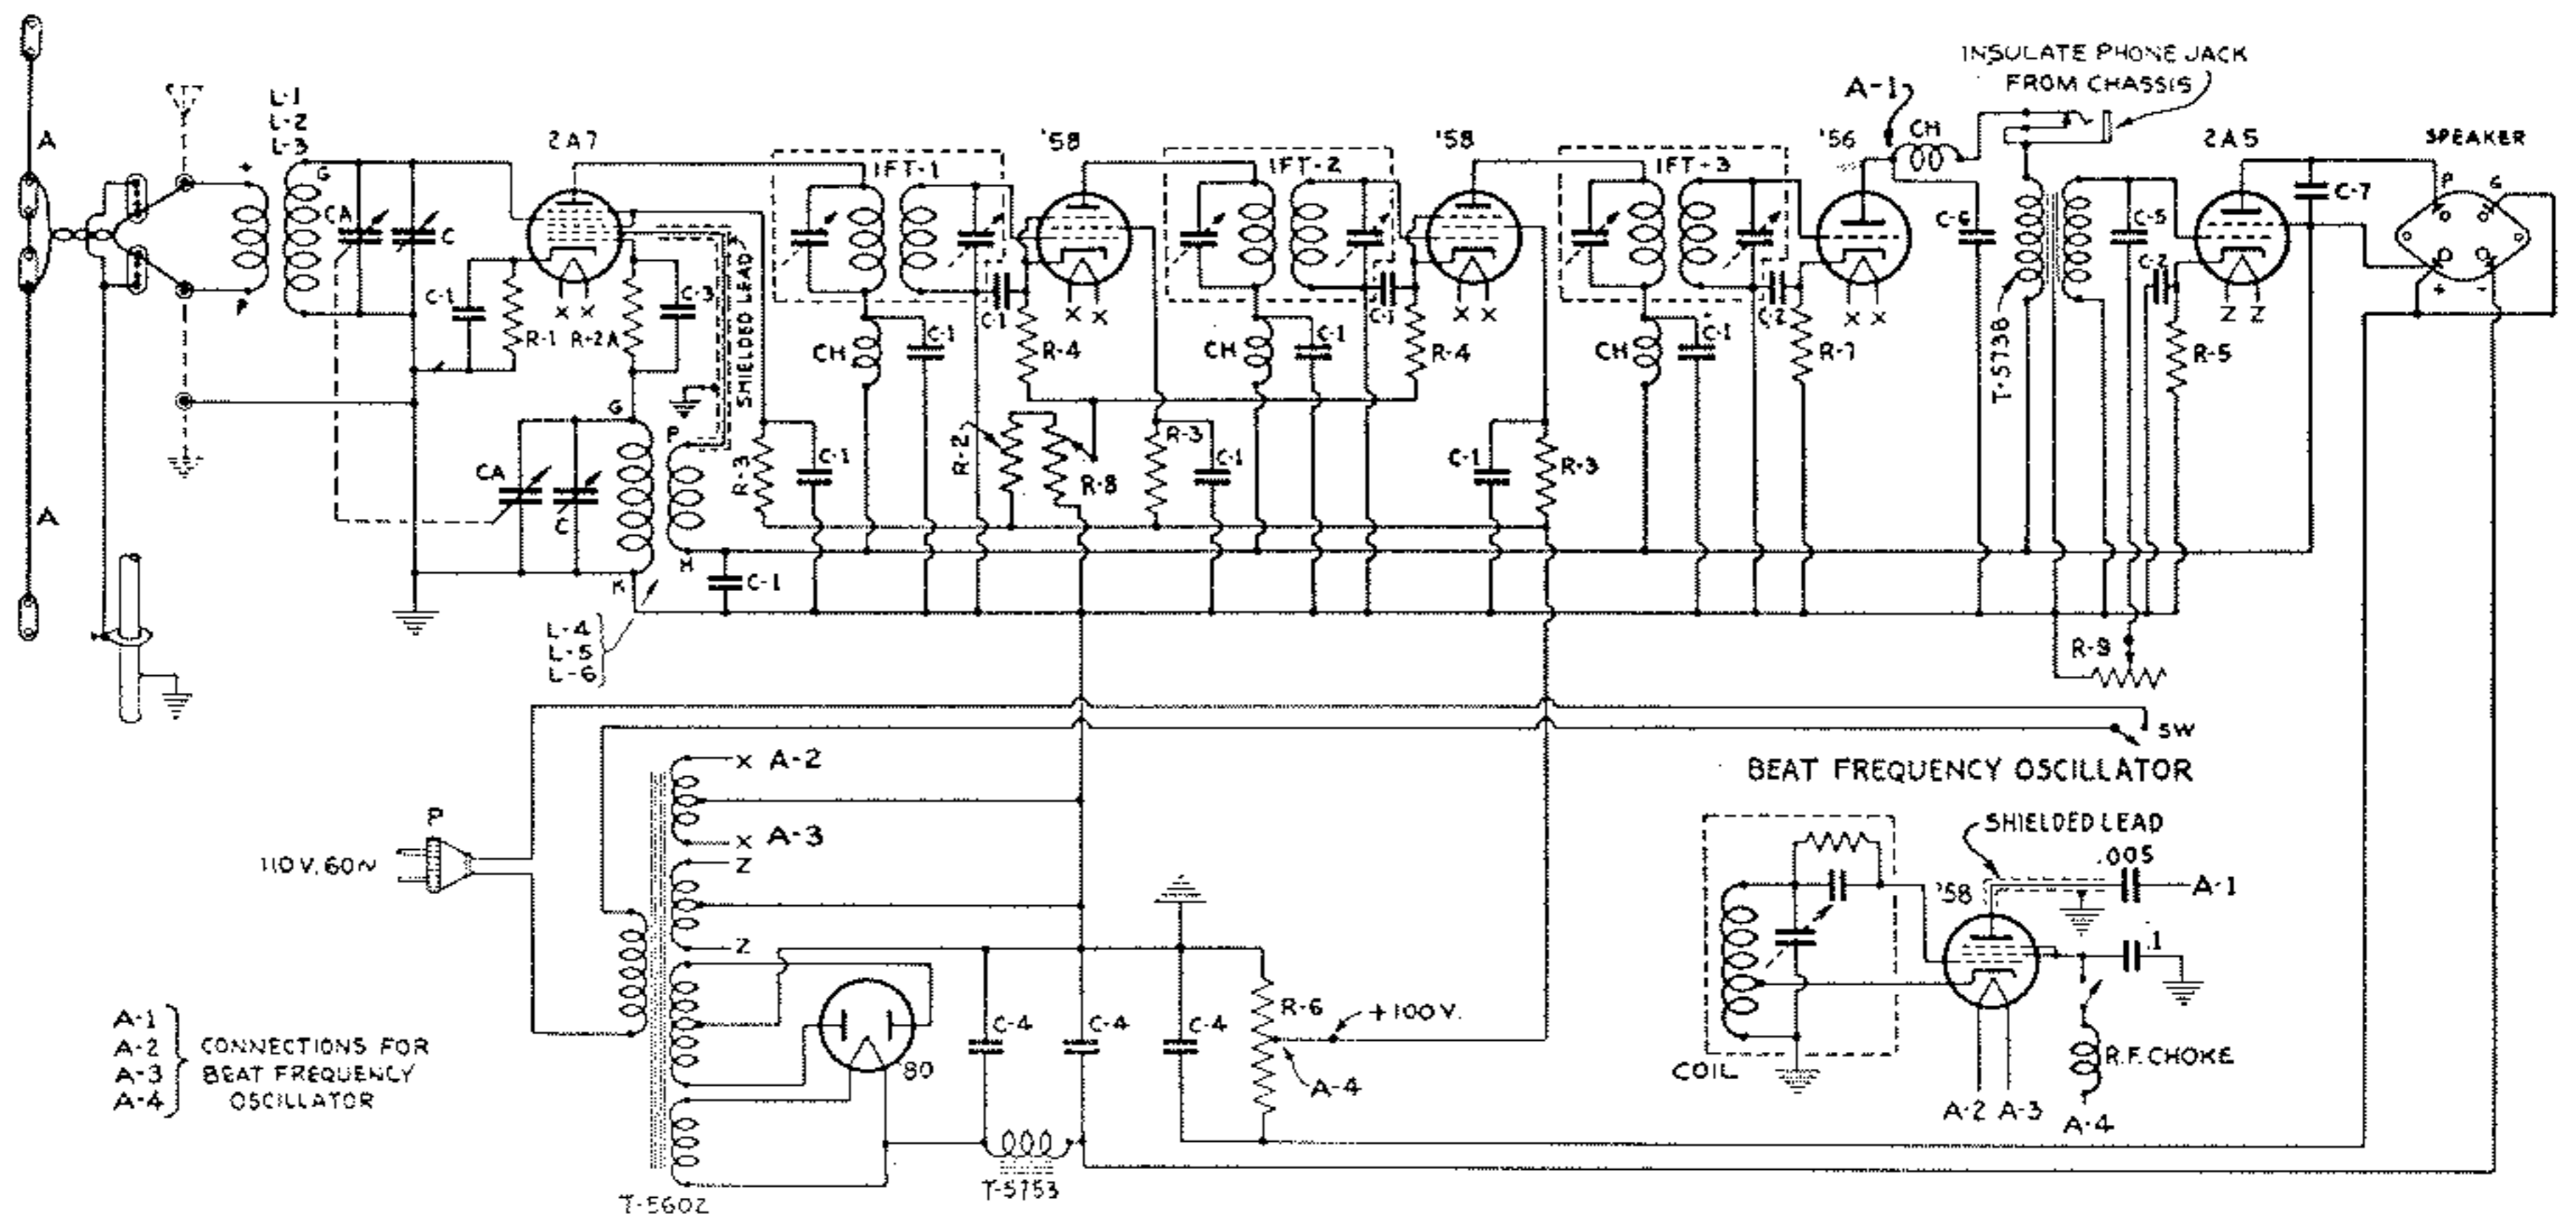 INSULATE PHONE JACK
FROM CHASSIS
A-1
L-1
L-2
L-3
2A7
'58
'58
'56
CH
2A5
SPEAKER
A
+
G
IFT-1
IFT-2
IFT-3
P
G
CA
C
C-7
C-6
C-5
C-2
P
C-1
R-1
R-2A
C-3
SHIELDED LEAD
X X
C-1
X X
C-1
X X
C-2
X X
Z Z
+
-
CH
C-1
R-4
CH
C-1
R-4
CH
C-1
R-7
T-5738
R-5
G
P
R-2
R-3
CA
C
R-3
C-1
R-8
C-1
C-1
R-3
A
K
H
C-1
L-4
L-5
L-6
R-9
SW
X A-2
BEAT FREQUENCY OSCILLATOR
P
X A-3
SHIELDED LEAD
110V. 60~
Z
.005
'58
A-1
Z
.1
R-6
+100V.
A-1
A-2
A-3
A-4
CONNECTIONS FOR
BEAT FREQUENCY
OSCILLATOR
C-4
C-4
C-4
'80
A-4
COIL
R.F. CHOKE
A-2 A-3
A-4
T-5602
T-5753